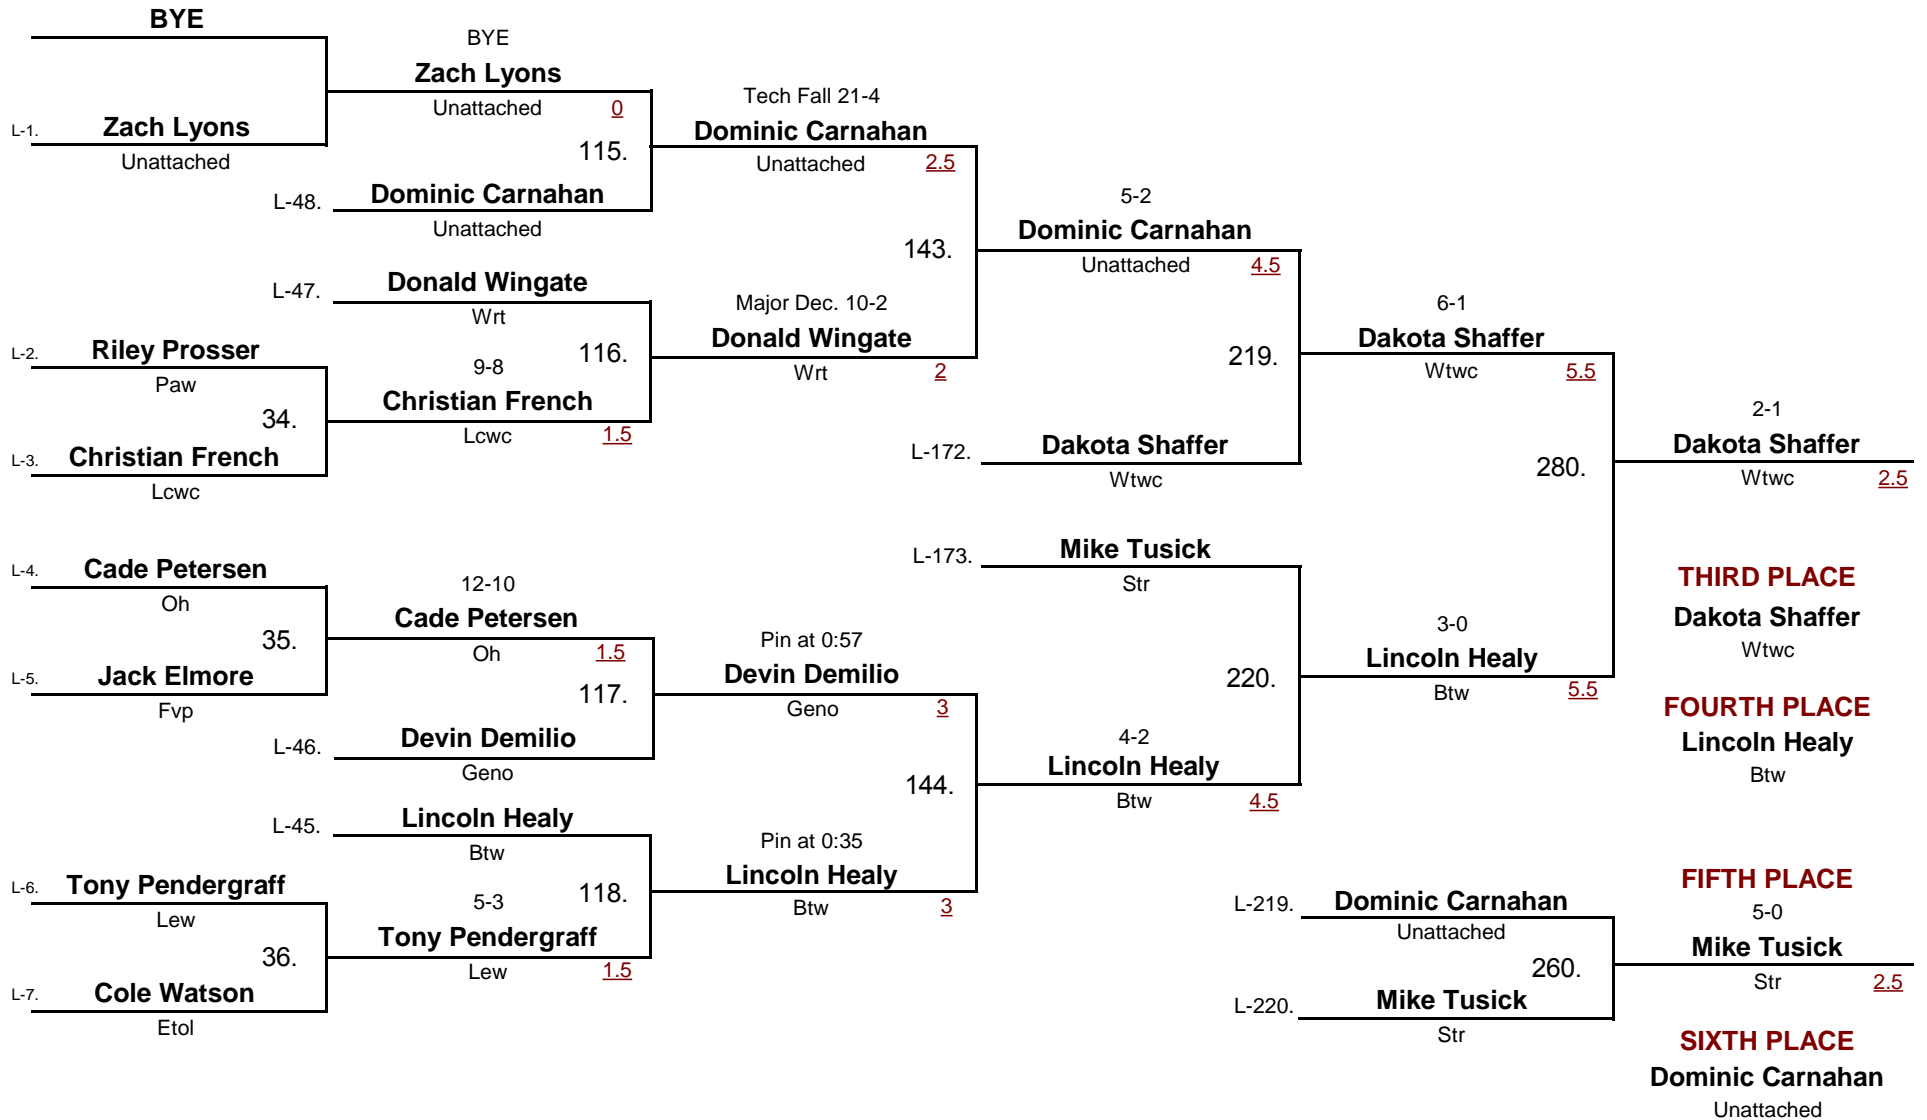 BYE
L-1.
Zach Lyons
Unattached
L-2.
Riley Prosser
Paw
34.
L-3.
Christian French
Lcwc
L-4.
Cade Petersen
Oh
35.
L-5.
Jack Elmore
Fvp
L-6.
Tony Pendergraff
Lew
36.
L-7.
Cole Watson
Etol
BYE
Zach Lyons
Unattached
0
115.
L-48.
Dominic Carnahan
Unattached
L-47.
Donald Wingate
Wrt
116.
9-8
Christian French
Lcwc
1.5
12-10
Cade Petersen
Oh
1.5
117.
L-46.
Devin Demilio
Geno
L-45.
Lincoln Healy
Btw
118.
5-3
Tony Pendergraff
Lew
1.5
Tech Fall 21-4
Dominic Carnahan
Unattached
2.5
143.
Major Dec. 10-2
Donald Wingate
Wrt
2
Pin at 0:57
Devin Demilio
Geno
3
144.
Pin at 0:35
Lincoln Healy
Btw
3
5-2
Dominic Carnahan
Unattached
4.5
219.
L-172.
Dakota Shaffer
Wtwc
L-173.
Mike Tusick
Str
220.
4-2
Lincoln Healy
Btw
4.5
6-1
Dakota Shaffer
Wtwc
5.5
280.
3-0
Lincoln Healy
Btw
5.5
2-1
Dakota Shaffer
Wtwc
2.5
THIRD PLACE
Dakota Shaffer
Wtwc
FOURTH PLACE
Lincoln Healy
Btw
L-219.
Dominic Carnahan
Unattached
260.
L-220.
Mike Tusick
Str
FIFTH PLACE
5-0
Mike Tusick
Str
2.5
SIXTH PLACE
Dominic Carnahan
Unattached